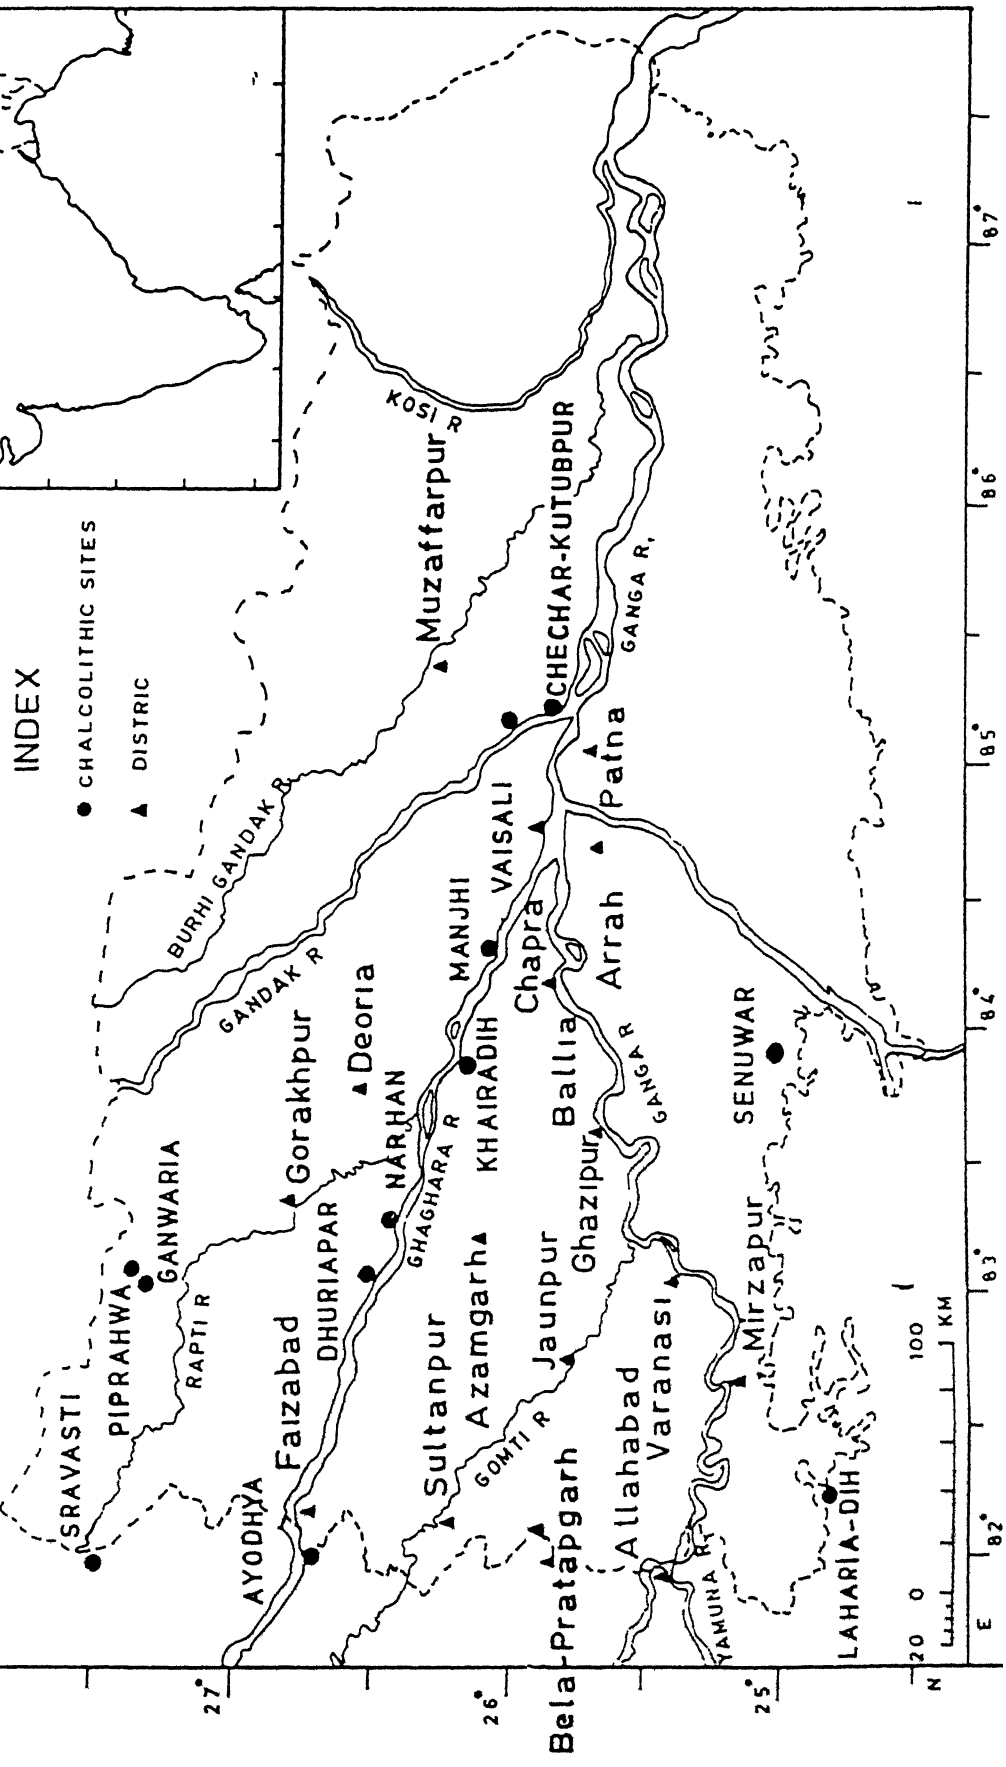 INDEX
● CHALCOLITHIC SITES
▲ DISTRIC
KOSI R
BURHI GANDAK R
GANDAK R
Muzaffarpur
CHECHAR-KUTUBPUR
GANGA R,
VAISALI
Patna
MANJHI
Chapra
Arrah
SRAVASTI
PIPRAHWA
GANWARIA
RAPTI R
Gorakhpur
Deoria
AYODHYA
Faizabad
DHURIAPAR
NARHAN
GHAGHARA R
KHAIRADIH
Ballia
GANGA R
SENUWAR
Sultanpur
Azamgarh
GOMTI R
Jaunpur
Ghazipur
Bela-Pratapgarh
Allahabad
Varanasi
Mirzapur
YAMUNA R
LAHARIA-DIH
27°
26°
25°
N
20 0 100 KM
E
82°
83°
84°
85°
86°
87°